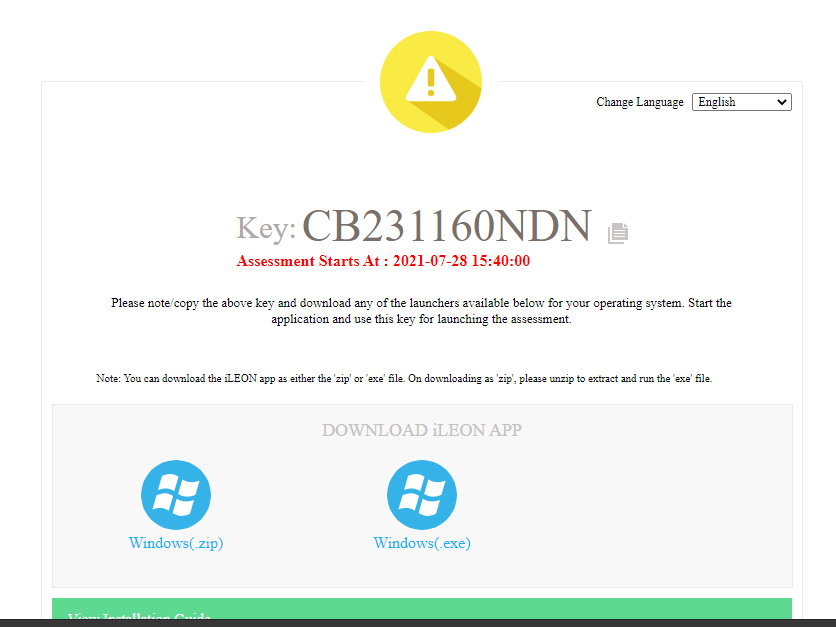 Change Language English
Key: CB231160NDN
Assessment Starts At : 2021-07-28 15:40:00
Please note/copy the above key and download any of the launchers available below for your operating system. Start the
application and use this key for launching the assessment.
Note: You can download the iLEON app as either the 'zip' or 'exe' file. On downloading as 'zip', please unzip to extract and run the 'exe' file.
DOWNLOAD iLEON APP
Windows(.zip) Windows(.exe)
View Installation Guide